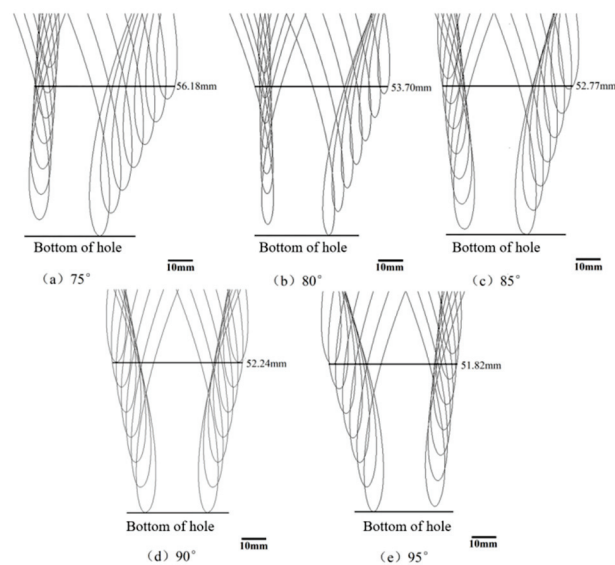 56.18mm
53.70mm
52.77mm
Bottom of hole
Bottom of hole
Bottom of hole
10mm
10mm
10mm
（a）75°
（b）80°
（c）85°
52.24mm
51.82mm
Bottom of hole
Bottom of hole
10mm
10mm
（d）90°
（e）95°